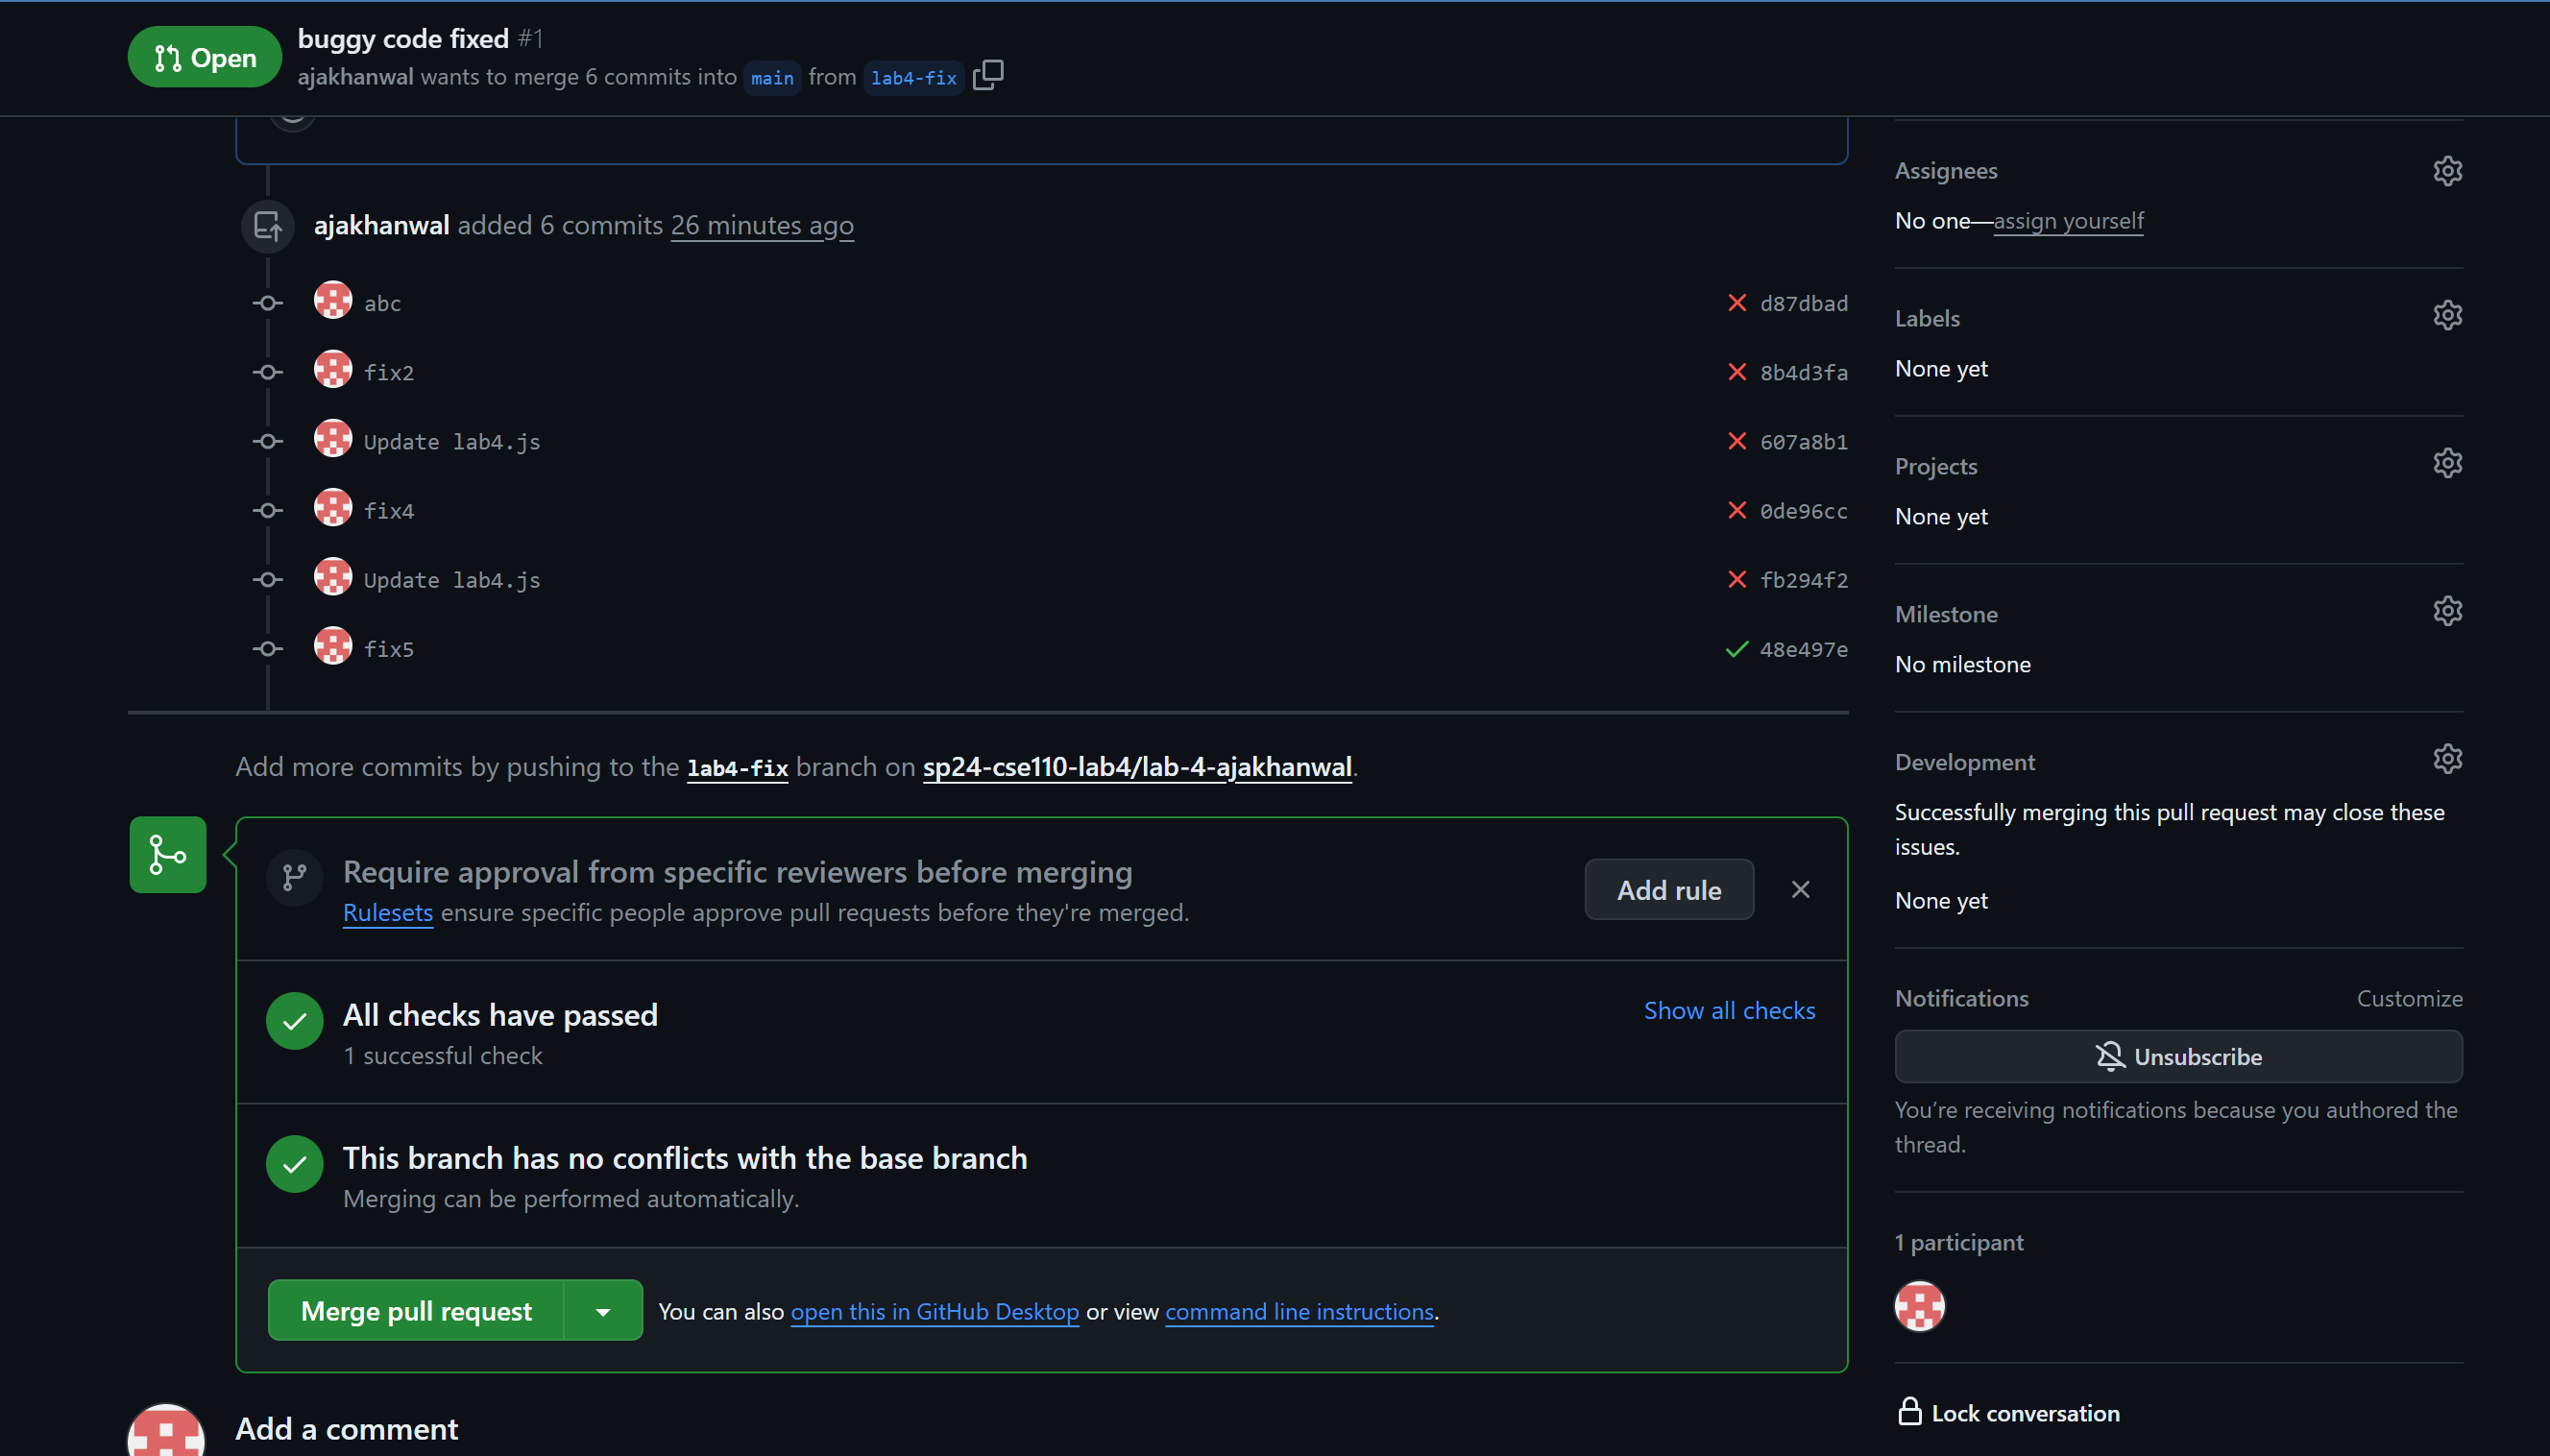 Open
buggy code fixed #1
ajakhanwal wants to merge 6 commits into main from lab4-fix
ajakhanwal added 6 commits 26 minutes ago
abc d87dbad
fix2 8b4d3fa
Update lab4.js 607a8b1
fix4 0de96cc
Update lab4.js fb294f2
fix5 48e497e
Add more commits by pushing to the lab4-fix branch on sp24-cse110-lab4/lab-4-ajakhanwal.
Require approval from specific reviewers before merging
Rulesets ensure specific people approve pull requests before they're merged.
Add rule
All checks have passed
1 successful check
Show all checks
This branch has no conflicts with the base branch
Merging can be performed automatically.
Merge pull request
You can also open this in GitHub Desktop or view command line instructions.
Add a comment
Assignees
No one—assign yourself
Labels
None yet
Projects
None yet
Milestone
No milestone
Development
Successfully merging this pull request may close these
issues.
None yet
Notifications
Customize
Unsubscribe
You’re receiving notifications because you authored the
thread.
1 participant
Lock conversation